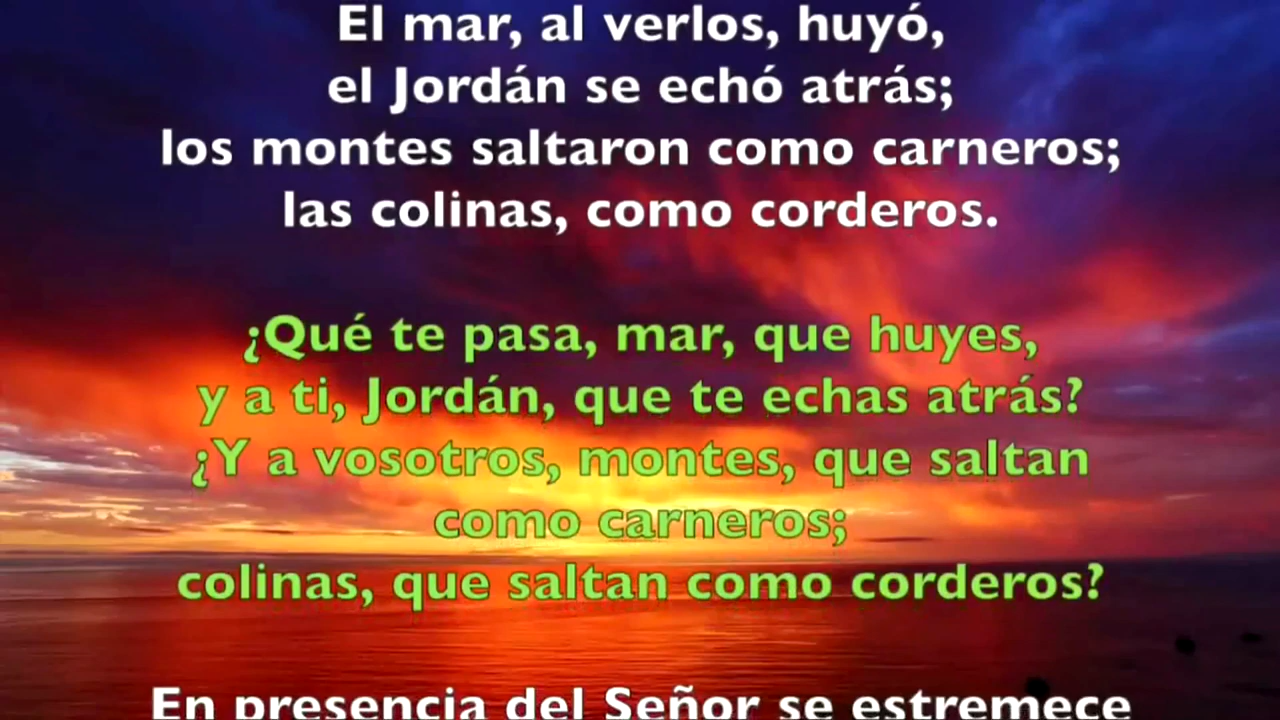 El mar, al verlos, huyó,
el Jordán se echó atrás;
los montes saltaron como carneros;
las colinas, como corderos.
¿Qué te pasa, mar, que huyes,
y a ti, Jordán, que te echas atrás?
¿Y a vosotros, montes, que saltan
como carneros;
colinas, que saltan como corderos?
En presencia del Señor se estremece